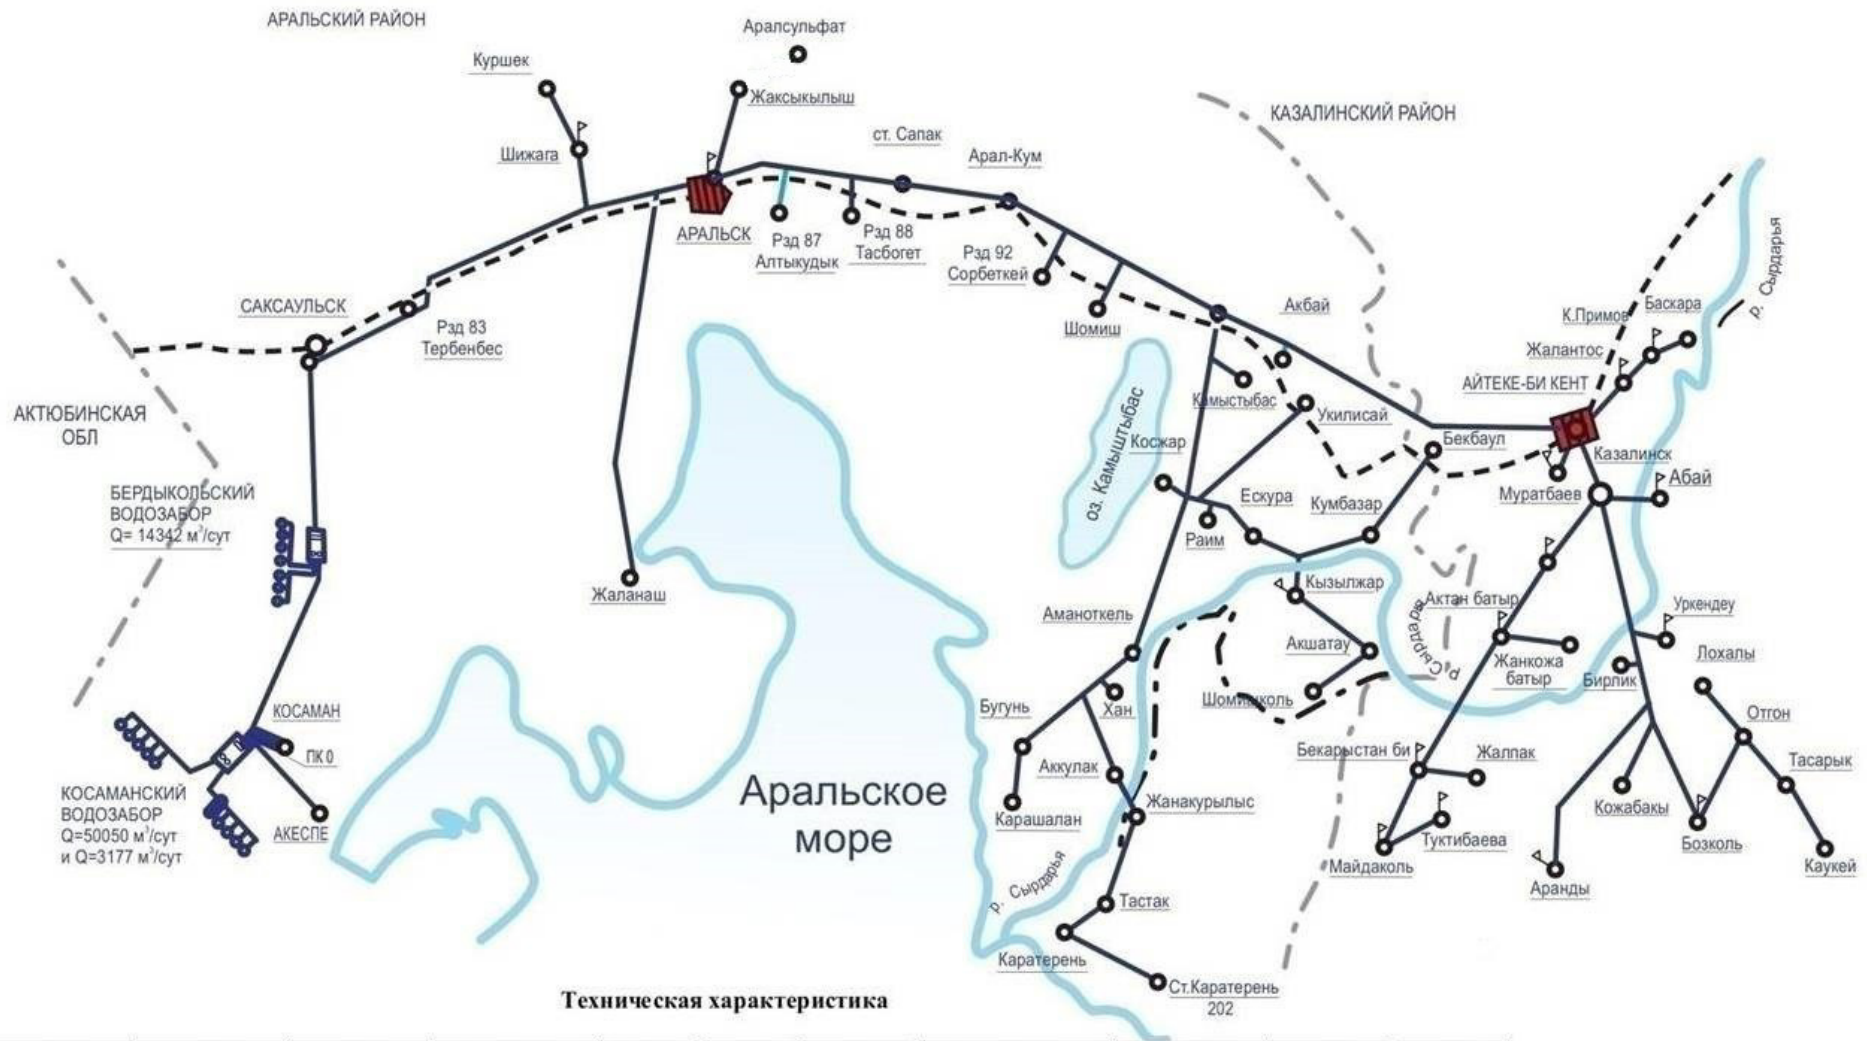 АРАЛЬСКИЙ РАЙОН
Аралсульфат
Куршек
Жаксыкылыш
КАЗАЛИНСКИЙ РАЙОН
ст. Сапак
Шижага
Арал-Кум
АРАЛЬСК
Рзд 87
Алтыкудык
Рзд 88
Тасбогет
Рзд 92
Сорбеткей
р. Сырдарья
САКСАУЛЬСК
Рзд 83
Тербенбес
Шомиш
Акбай
К.Примов
Баскара
Жалантос
АЙТЕКЕ-БИ КЕНТ
АКТЮБИНСКАЯ
ОБЛ
Камыстыбас
Укилисай
оз. Камыштыбас
Косжар
Бекбаул
Казалинск
Абай
Муратбаев
БЕРДЫКОЛЬСКИЙ
ВОДОЗАБОР
Q= 14342 м³/сут
Ескура
Кумбазар
Раим
Жаланаш
Кызылжар
Актан батыр
Уркендеу
Аманоткель
Акшатау
р.Сырдарья
Жанкожа
батыр
Бирлик
Лохалы
КОСАМАН
ПК 0
Бугунь
Хан
Шомишколь
Отгон
Бекарыстан би
Жалпак
Тасарык
Аккулак
КОСАМАНСКИЙ
ВОДОЗАБОР
Q=50050 м³/сут
и Q=3177 м³/сут
АКЕСПЕ
Аральское
море
Карашалан
Жанакурылыс
Кожабакы
Туктибаева
Майдаколь
Бозколь
Каукей
Аранды
р. Сырдарья
Тастак
Каратерень
Ст.Каратерень
202
Техническая характеристика